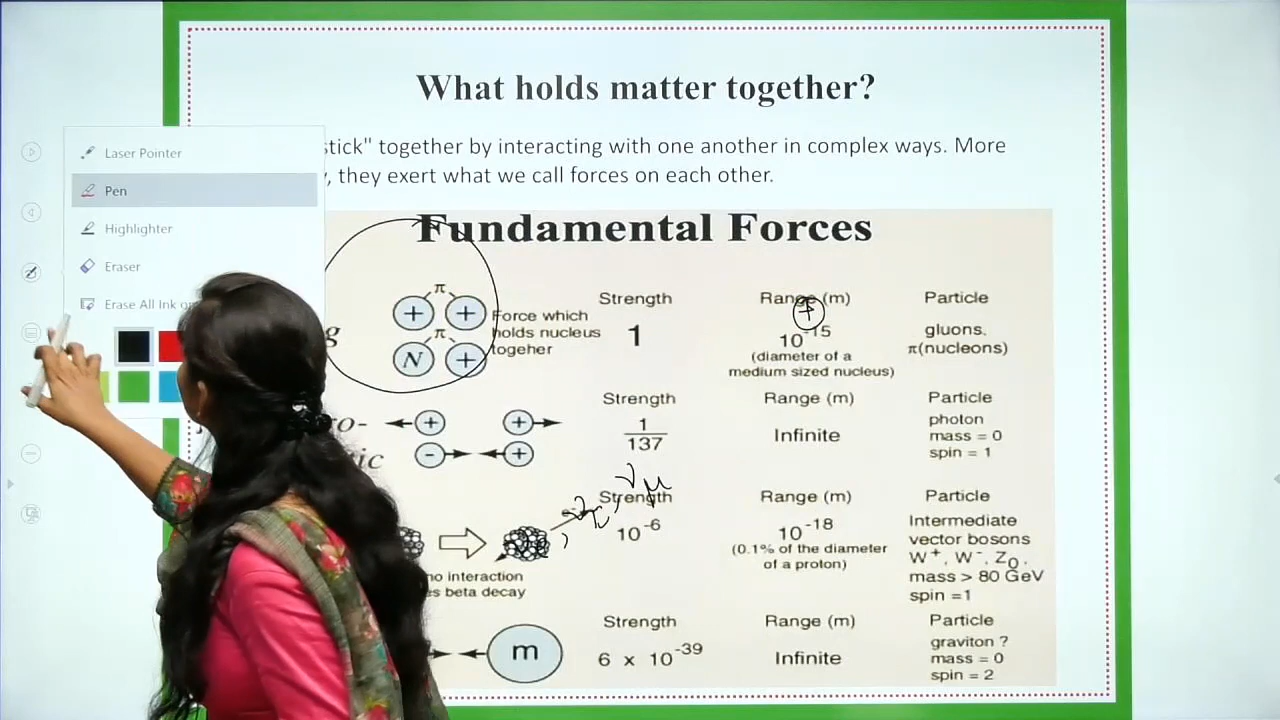 What holds matter together?
stick" together by interacting with one another in complex ways. More
, they exert what we call forces on each other.
Laser Pointer
Pen
Highlighter
Eraser
Erase All Ink on
Fundamental Forces
g
π
+ +
π
N +
Force which
holds nucleus
togeher
Strength
1
Range (m)
10^-15
(diameter of a
medium sized nucleus)
Particle
gluons,
π(nucleons)
+ +
- +
Strength
1/137
Range (m)
Infinite
Particle
photon
mass = 0
spin = 1
no interaction
beta decay
Strength
10^-6
Range (m)
10^-18
(0.1% of the diameter
of a proton)
Particle
Intermediate
vector bosons
W+, W-, Z0,
mass > 80 GeV
spin =1
m
Strength
6 x 10^-39
Range (m)
Infinite
Particle
graviton ?
mass = 0
spin = 2